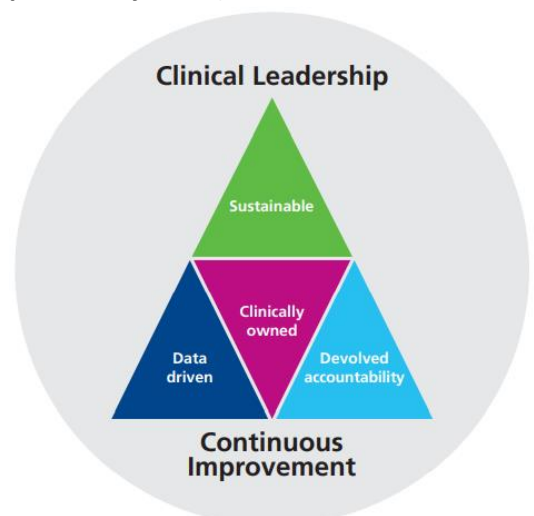 Clinical Leadership
Sustainable
Clinically
owned
Data
driven
Devolved
accountability
Continuous
Improvement